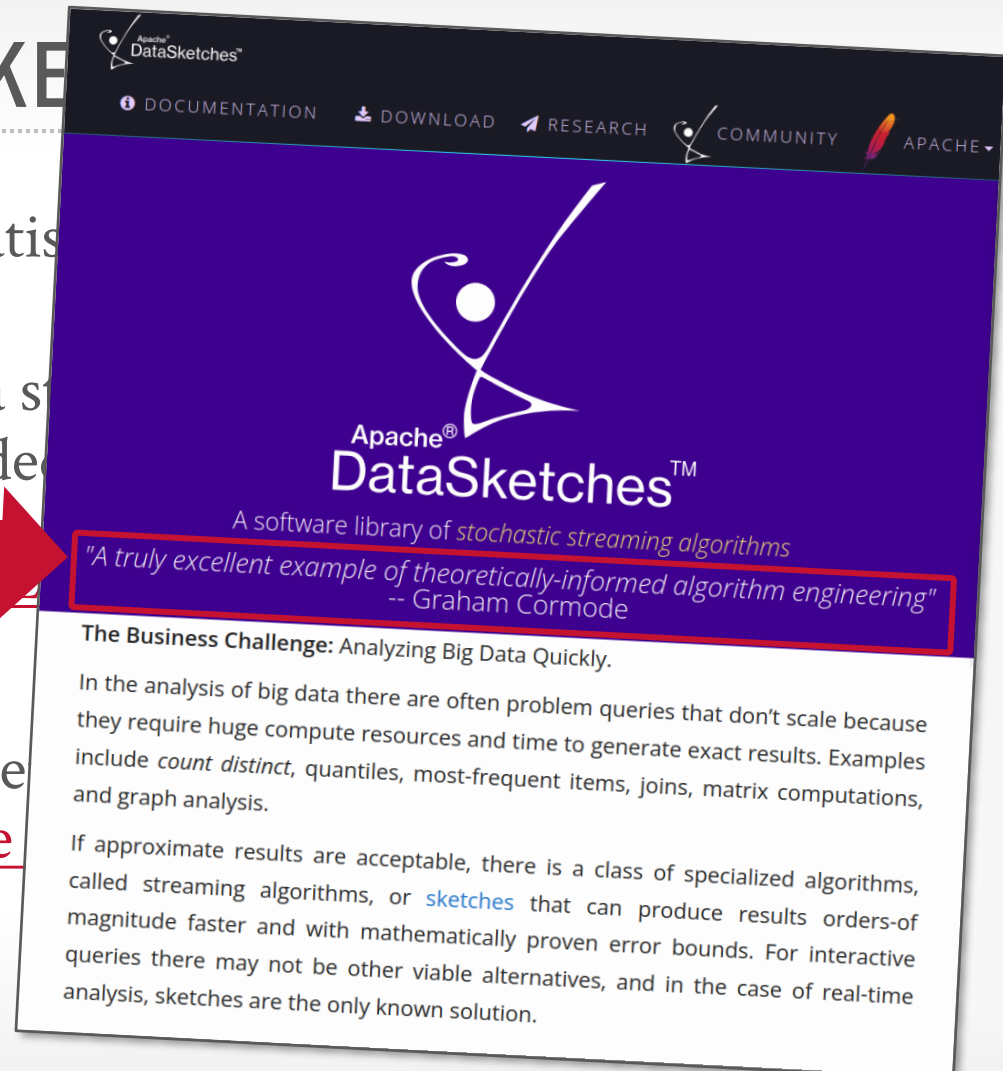 Apache®
DataSketches™
DOCUMENTATION DOWNLOAD RESEARCH COMMUNITY APACHE
Apache®
DataSketches™
A software library of stochastic streaming algorithms
"A truly excellent example of theoretically-informed algorithm engineering"
-- Graham Cormode
The Business Challenge: Analyzing Big Data Quickly.
In the analysis of big data there are often problem queries that don't scale because
they require huge compute resources and time to generate exact results. Examples
include count distinct, quantiles, most-frequent items, joins, matrix computations,
and graph analysis.
If approximate results are acceptable, there is a class of specialized algorithms,
called streaming algorithms, or sketches that can produce results orders-of
magnitude faster and with mathematically proven error bounds. For interactive
queries there may not be other viable alternatives, and in the case of real-time
analysis, sketches are the only known solution.